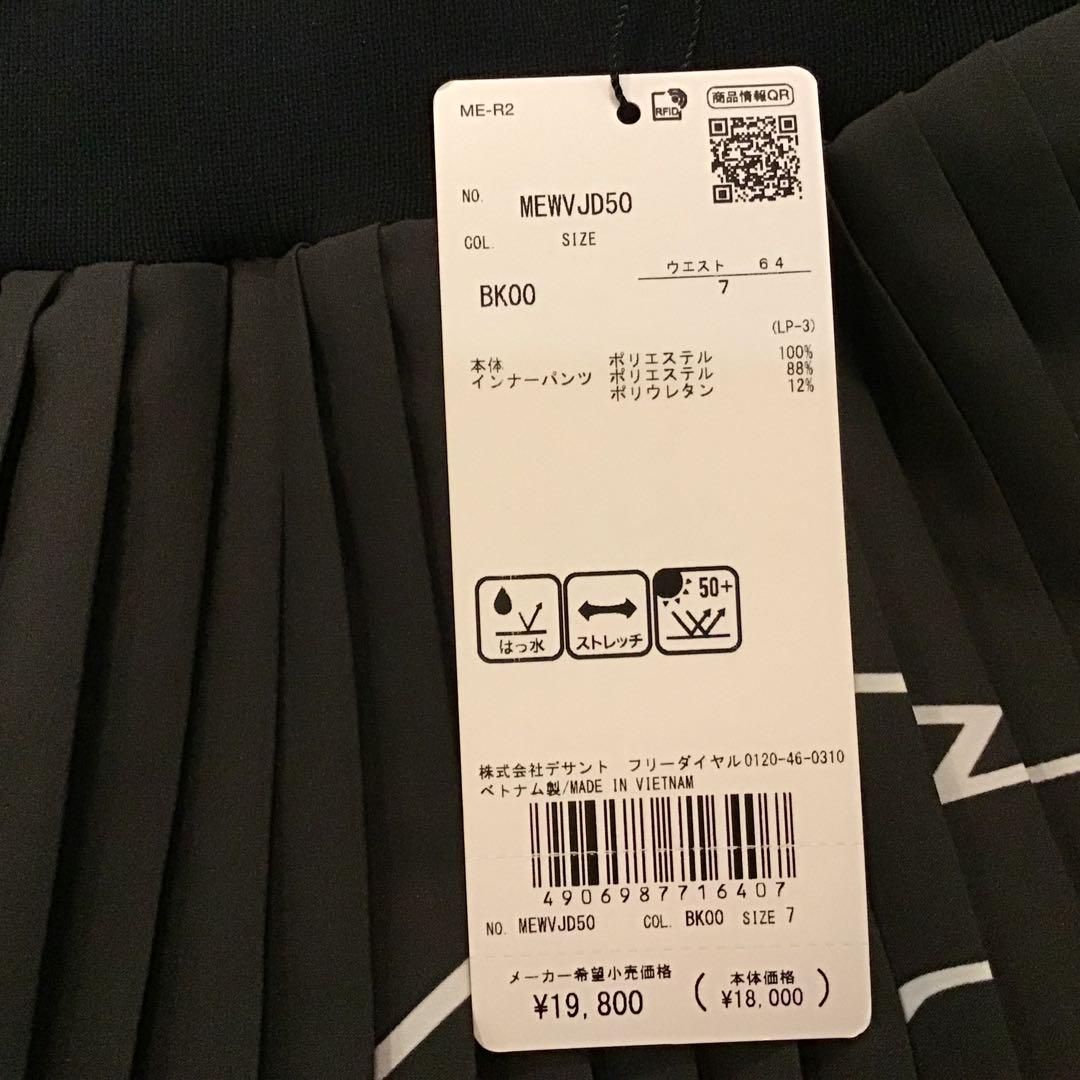 ME-R2
RFID
商品情報QR
NO. MEWVJD50
COL. SIZE
ウエスト 64
BK00 7
(LP-3)
本体 ポリエステル 100%
インナーパンツ ポリエステル 88%
ポリウレタン 12%
はっ水
ストレッチ
50+
N
株式会社デサント フリーダイヤル0120-46-0310
ベトナム製/MADE IN VIETNAM
4906987716407
NO. MEWVJD50 COL. BK00 SIZE 7
メーカー希望小売価格
¥19,800
(本体価格
¥18,000)